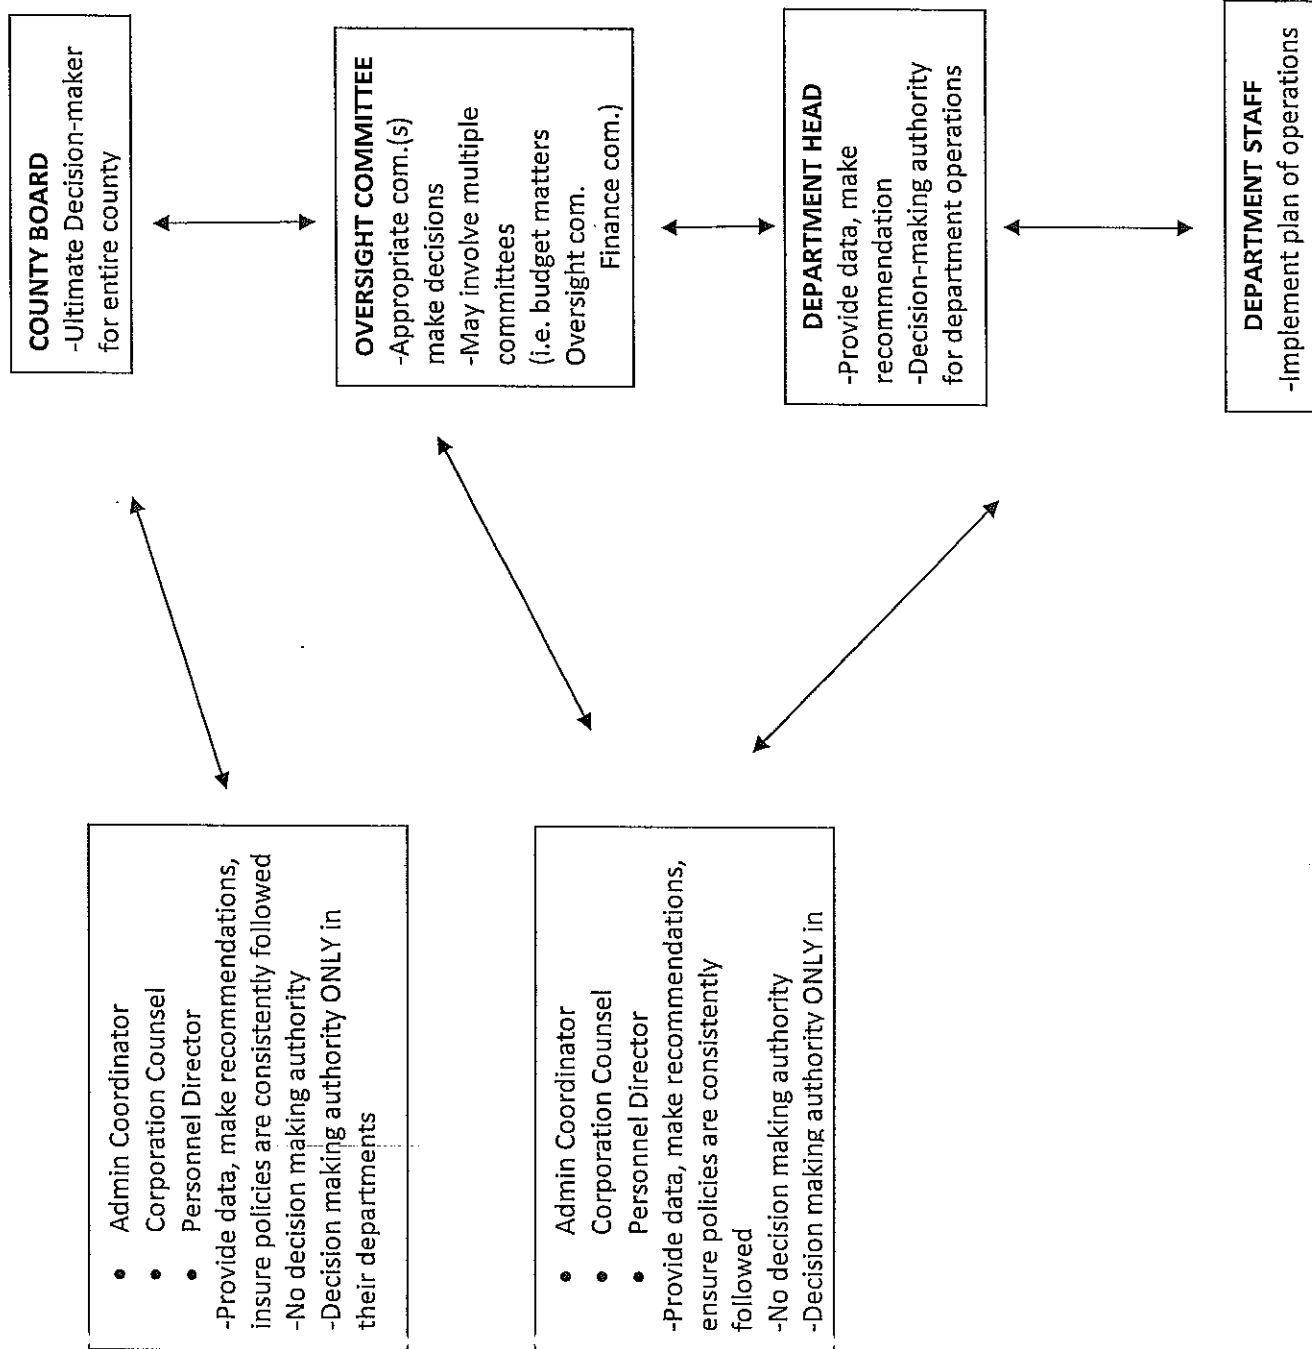 COUNTY BOARD
-Ultimate Decision-maker
for entire county
OVERSIGHT COMMITTEE
-Appropriate com.(s)
make decisions
-May involve multiple
committees
(i.e. budget matters
Oversight com.
Finance com.)
DEPARTMENT HEAD
-Provide data, make
recommendation
-Decision-making authority
for department operations
DEPARTMENT STAFF
-Implement plan of operations
• Admin Coordinator
• Corporation Counsel
• Personnel Director
-Provide data, make recommendations,
insure policies are consistently followed
-No decision making authority
-Decision making authority ONLY in
their departments
• Admin Coordinator
• Corporation Counsel
• Personnel Director
-Provide data, make recommendations,
ensure policies are consistently
followed
-No decision making authority
-Decision making authority ONLY in